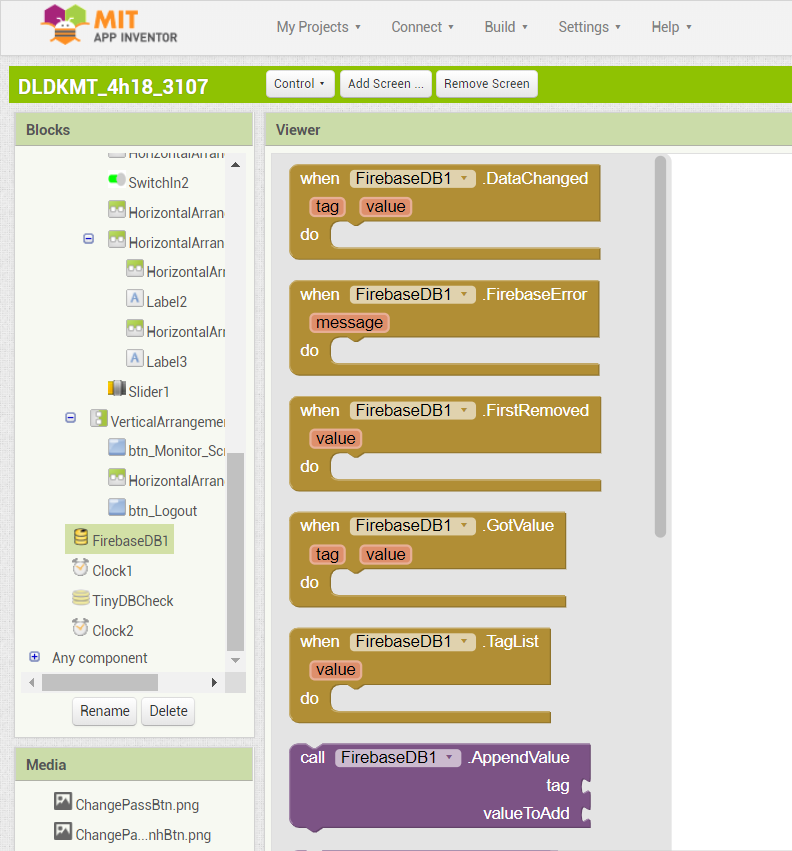 MIT
APP INVENTOR
My Projects
Connect
Build
Settings
Help
DLDKMT_4h18_3107
Control
Add Screen ...
Remove Screen
Blocks
HorizontalArran
SwitchIn2
HorizontalArran
HorizontalArran
HorizontalArr
Label2
HorizontalArr
Label3
Slider1
VerticalArrangemen
btn_Monitor_Scr
HorizontalArran
btn_Logout
FirebaseDB1
Clock1
TinyDBCheck
Clock2
Any component
Rename
Delete
Media
ChangePassBtn.png
ChangePa...nhBtn.png
Viewer
when FirebaseDB1 .DataChanged
tag value
do
when FirebaseDB1 .FirebaseError
message
do
when FirebaseDB1 .FirstRemoved
value
do
when FirebaseDB1 .GotValue
tag value
do
when FirebaseDB1 .TagList
value
do
call FirebaseDB1 .AppendValue
tag
valueToAdd